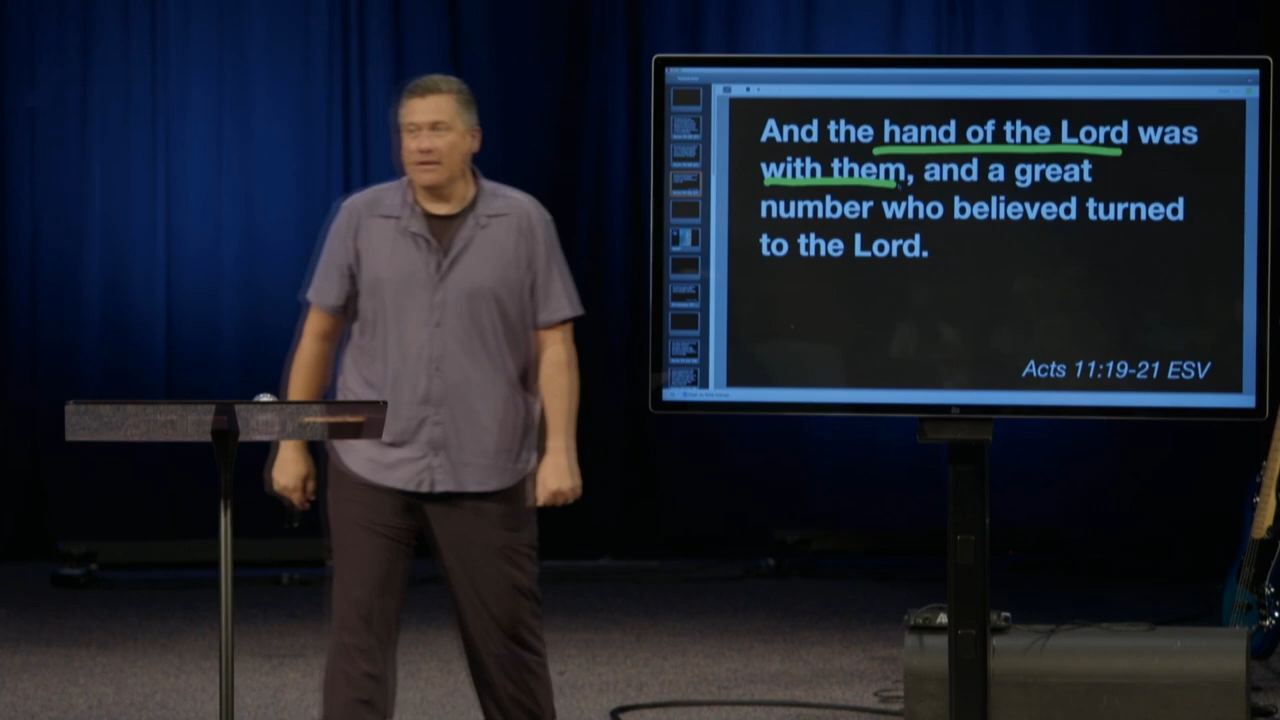 And the hand of the Lord was
with them, and a great
number who believed turned
to the Lord.
Acts 11:19-21 ESV